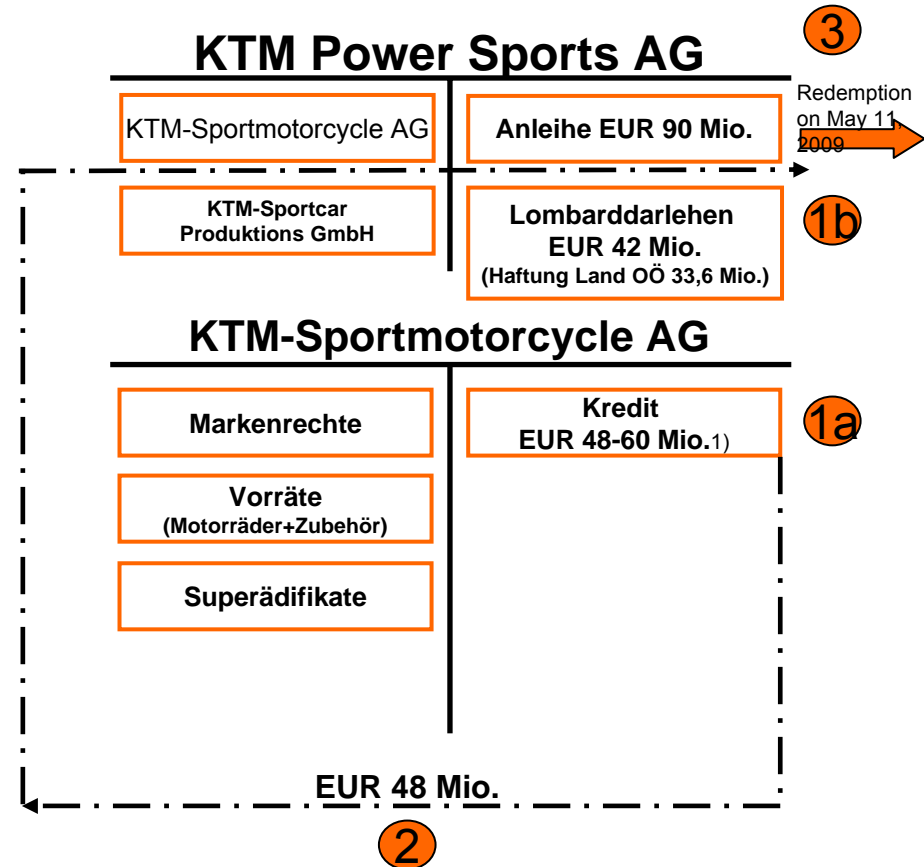 3
KTM Power Sports AG
KTM-Sportmotorcycle AG
Anleihe EUR 90 Mio.
Redemption
on May 11,
2009
KTM-Sportcar
Produktions GmbH
Lombarddarlehen
EUR 42 Mio.
(Haftung Land OÖ 33,6 Mio.)
1b
KTM-Sportmotorcycle AG
Markenrechte
Kredit
EUR 48-60 Mio.1)
1a
Vorräte
(Motorräder+Zubehör)
Superädifikate
EUR 48 Mio.
2